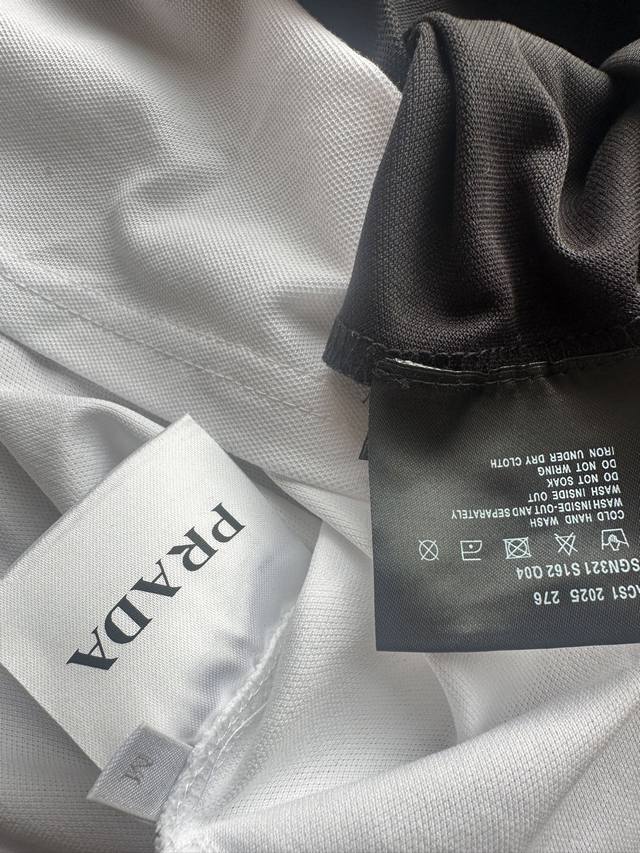 PRADA
M
ACS1 2025 276
SGN321 S162 Q04
COLD HAND WASH
WASH INSIDE-OUT AND SEPARATELY
WASH INSIDE OUT
DO NOT SOAK
DO NOT WRING
IRON UNDER DRY CLOTH